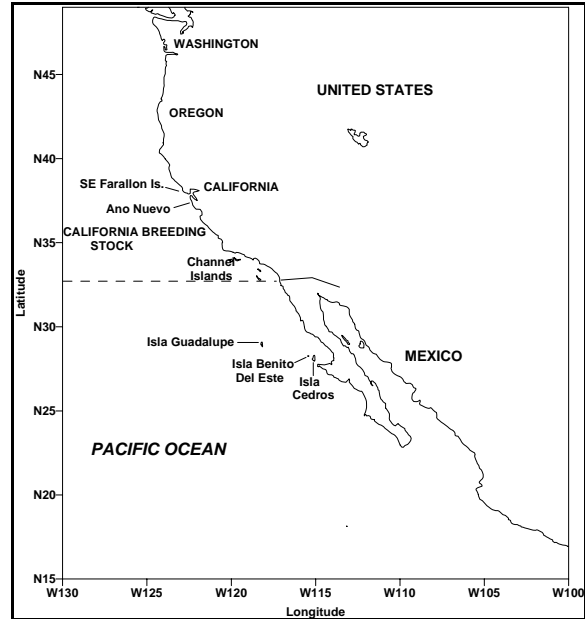 WASHINGTON
N45
UNITED STATES
OREGON
N40
SE Farallon Is.
CALIFORNIA
Ano Nuevo
CALIFORNIA BREEDING
STOCK
N35
Channel
Islands
Latitude
N30
Isla Guadalupe
MEXICO
Isla Benito
Del Este
Isla
Cedros
N25
PACIFIC OCEAN
N20
N15
W130 W125 W120 W115 W110 W105 W100
Longitude